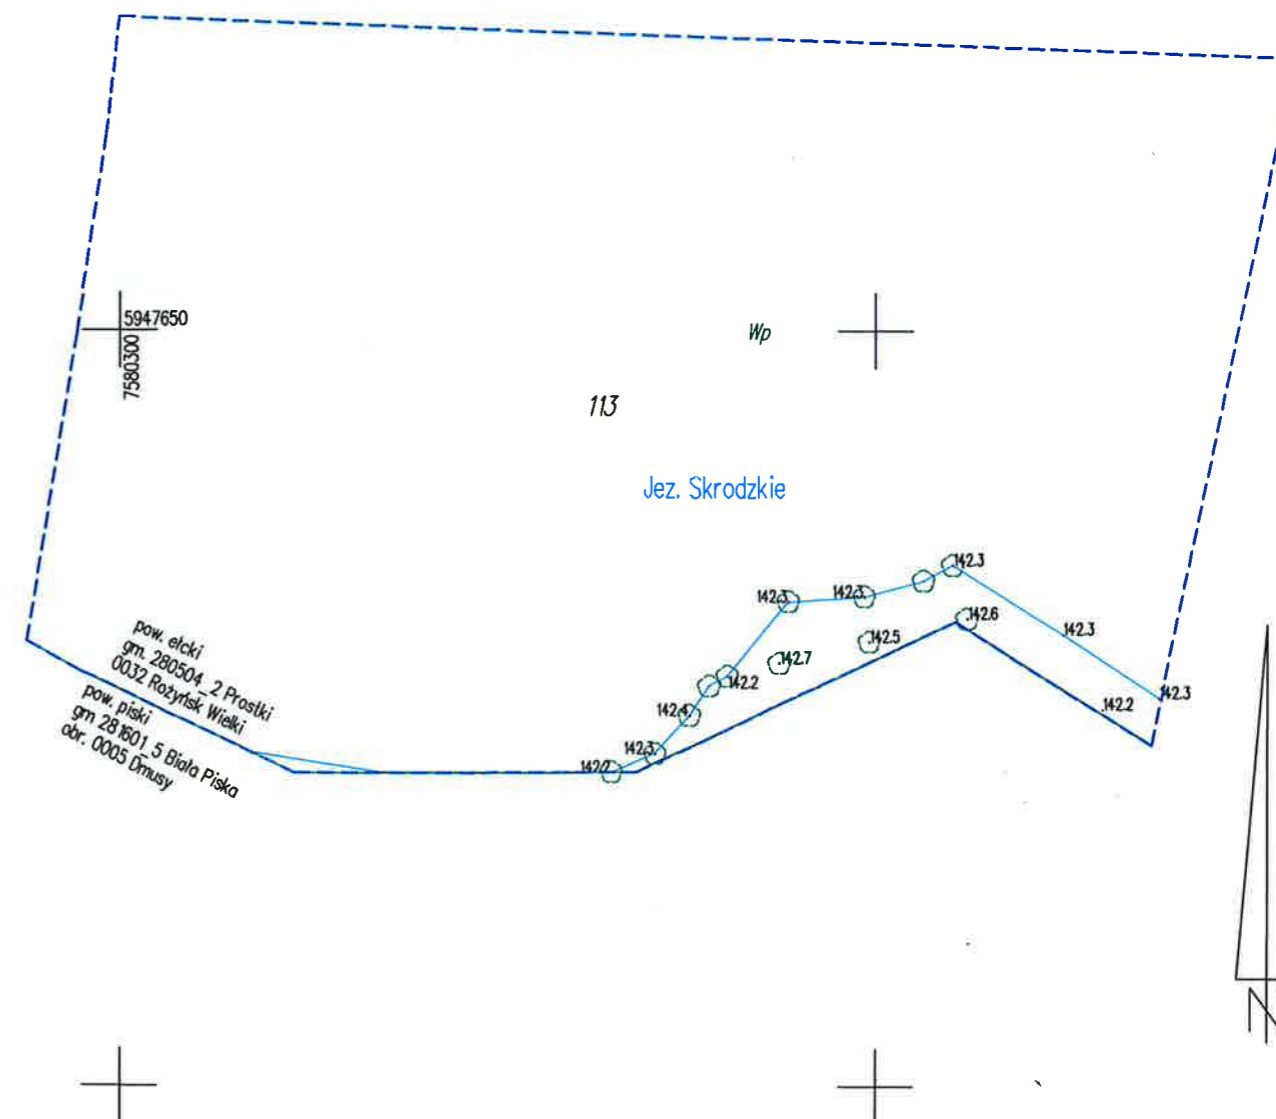 5947650
7580300
Wp
113
Jez. Skrodzkie
142.3
142.3
142.3
142.6
142.5
142.3
142.7
142.2
142.4
142.3
142.2
142.3
142.2
pow. ełcki
gm. 280504_2 Prostki
0032 Rożyńsk Wielki
pow. piski
gm 281601_5 Biała Piska
obr. 0005 Dmusy
N